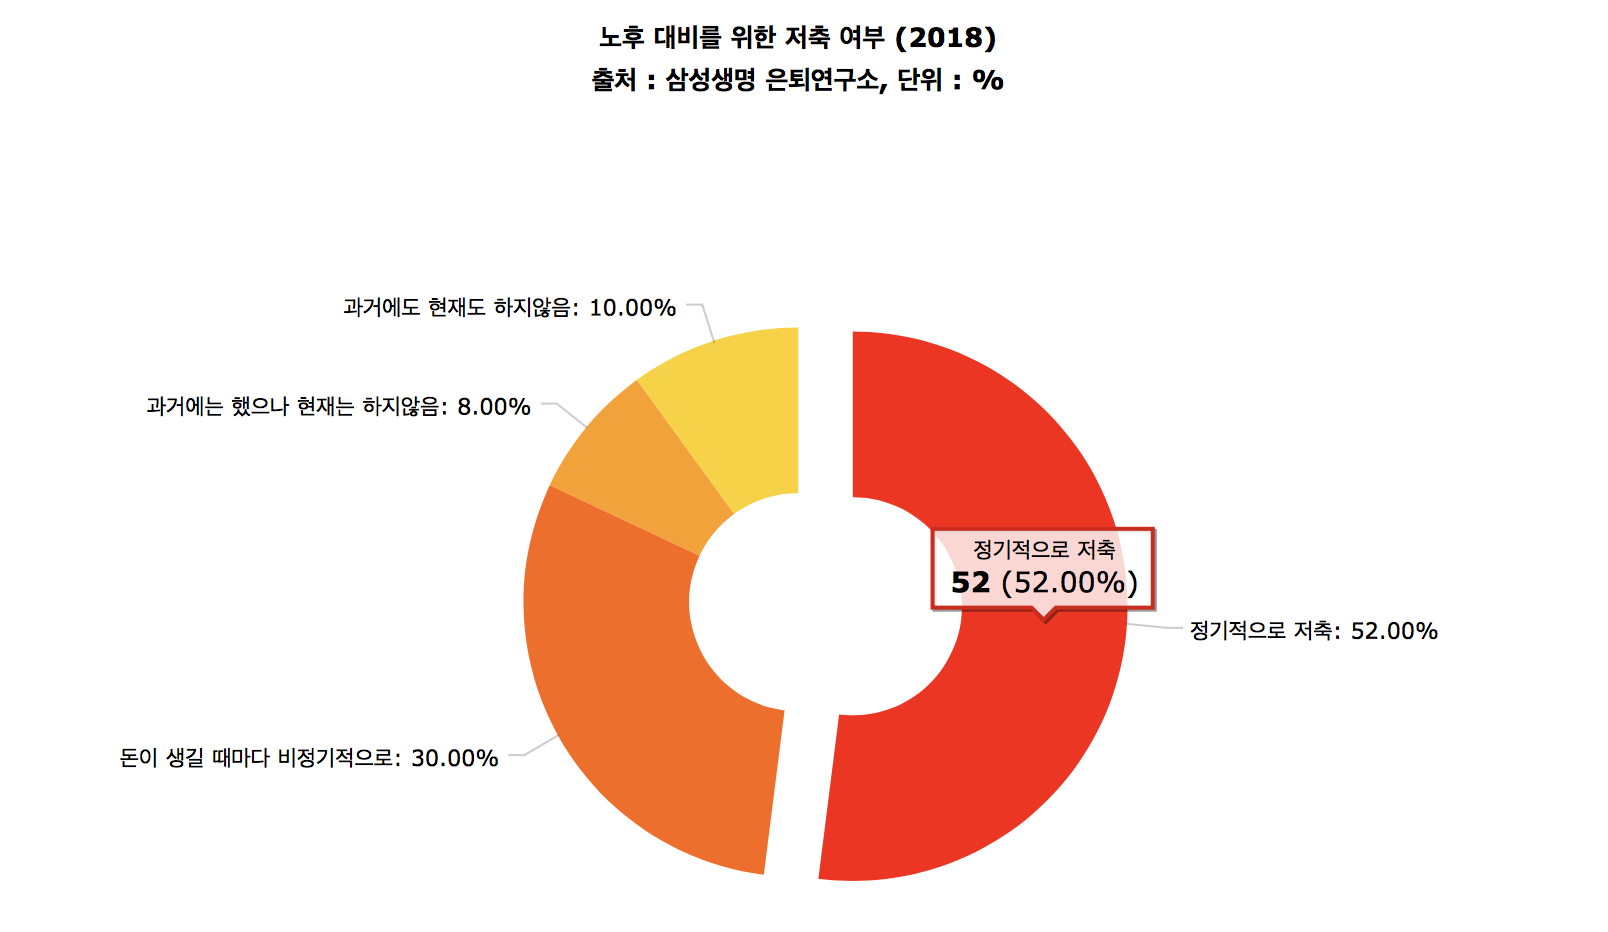 노후 대비를 위한 저축 여부 (2018)
출처 : 삼성생명 은퇴연구소, 단위 : %
과거에도 현재도 하지않음: 10.00%
과거에는 했으나 현재는 하지않음: 8.00%
정기적으로 저축
52 (52.00%)
정기적으로 저축: 52.00%
돈이 생길 때마다 비정기적으로: 30.00%